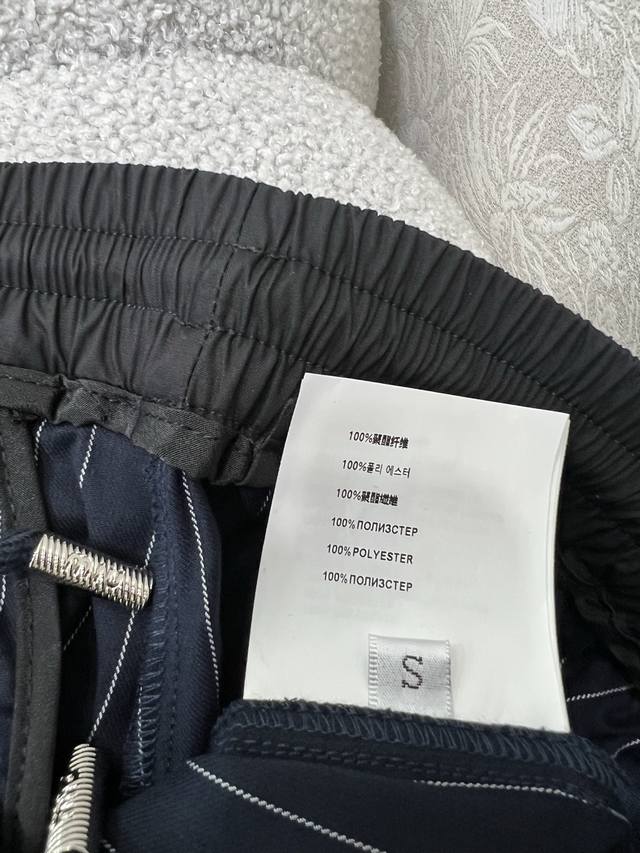 100%聚酯纤维
100%폴리 에스터
100%聚酯纖維
100%ПОЛИЭСТЕР
100%POLYESTER
100%ПОЛИЭСТЕР
S